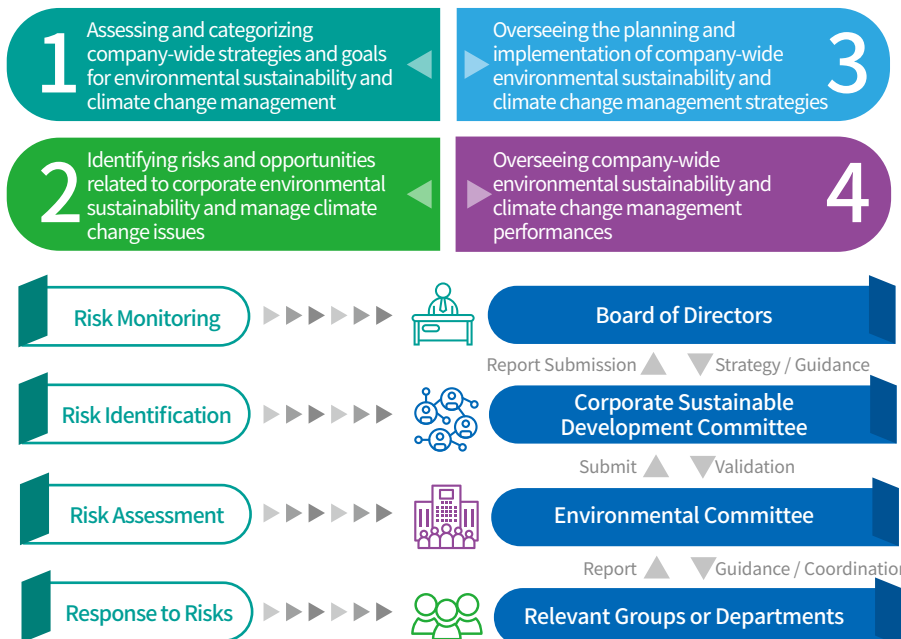 1
Assessing and categorizing
company-wide strategies and goals
for environmental sustainability and
climate change management
Overseeing the planning and
implementation of company-wide
environmental sustainability and
climate change management strategies
3
2
Identifying risks and opportunities
related to corporate environmental
sustainability and manage climate
change issues
Overseeing company-wide
environmental sustainability and
climate change management
performances
4
Risk Monitoring
Board of Directors
Report Submission
Strategy / Guidance
Risk Identification
Corporate Sustainable
Development Committee
Submit
Validation
Risk Assessment
Environmental Committee
Report
Guidance / Coordination
Response to Risks
Relevant Groups or Departments